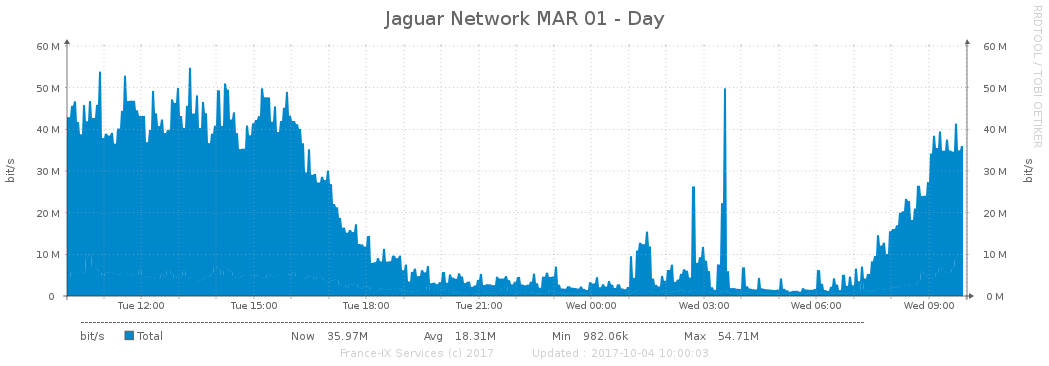 Jaguar Network MAR 01 - Day
RRDTOOL / TOBI OETIKER
60 M 60 M
50 M 50 M
40 M 40 M
30 M 30 M
20 M 20 M
10 M 10 M
0 0 M
bit/s bit/s
Tue 12:00 Tue 15:00 Tue 18:00 Tue 21:00 Wed 00:00 Wed 03:00 Wed 06:00 Wed 09:00
bit/s Total Now 35.97M Avg 18.31M Min 982.06k Max 54.71M
France-IX Services (c) 2017 Updated : 2017-10-04 10:00:03